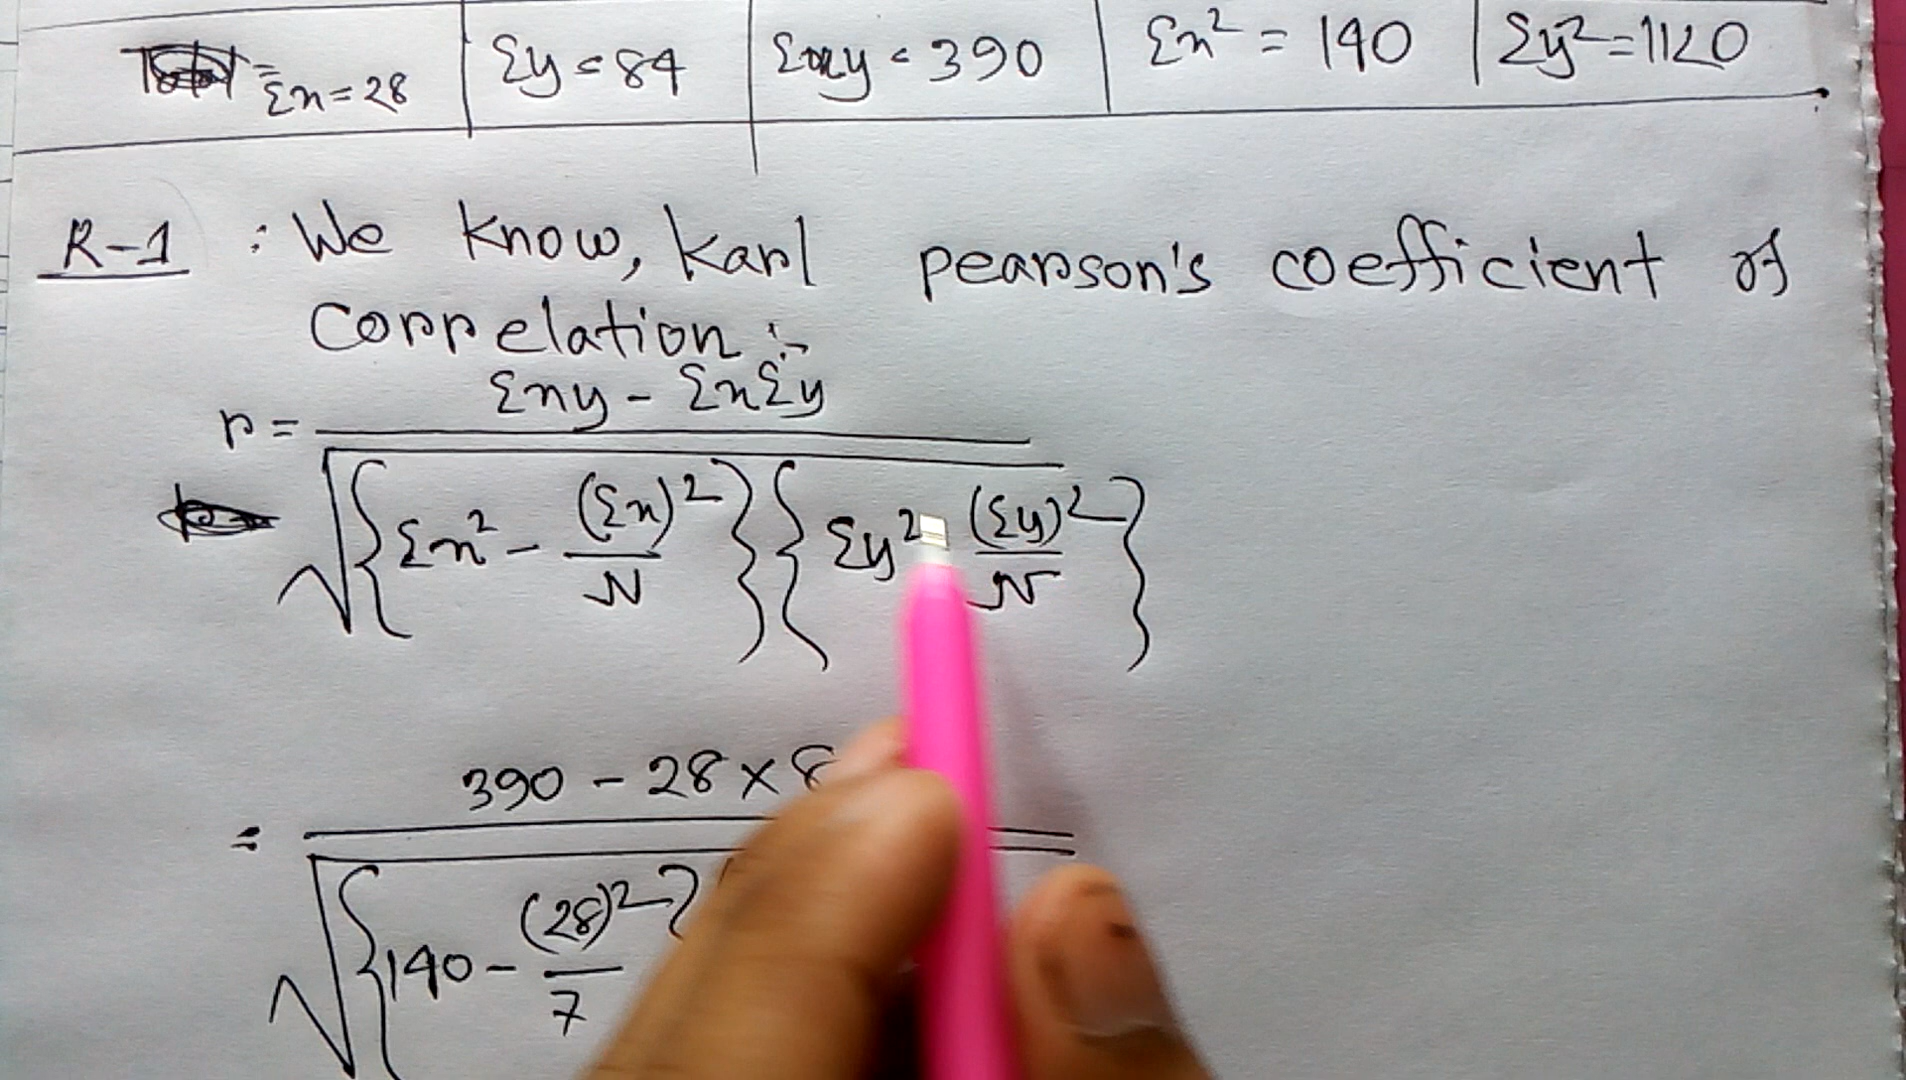 Σx=28 Σy=84 Σxy=390 Σx²=140 Σy²=1120
R-1: We know, Karl pearson's coefficient of
correlation :-
r= Σxy - ΣxΣy
√{Σx² - (Σx)²/N}{Σy² (Σy)²/N}
= 390 - 28×8
√{140 - (28)²/7}